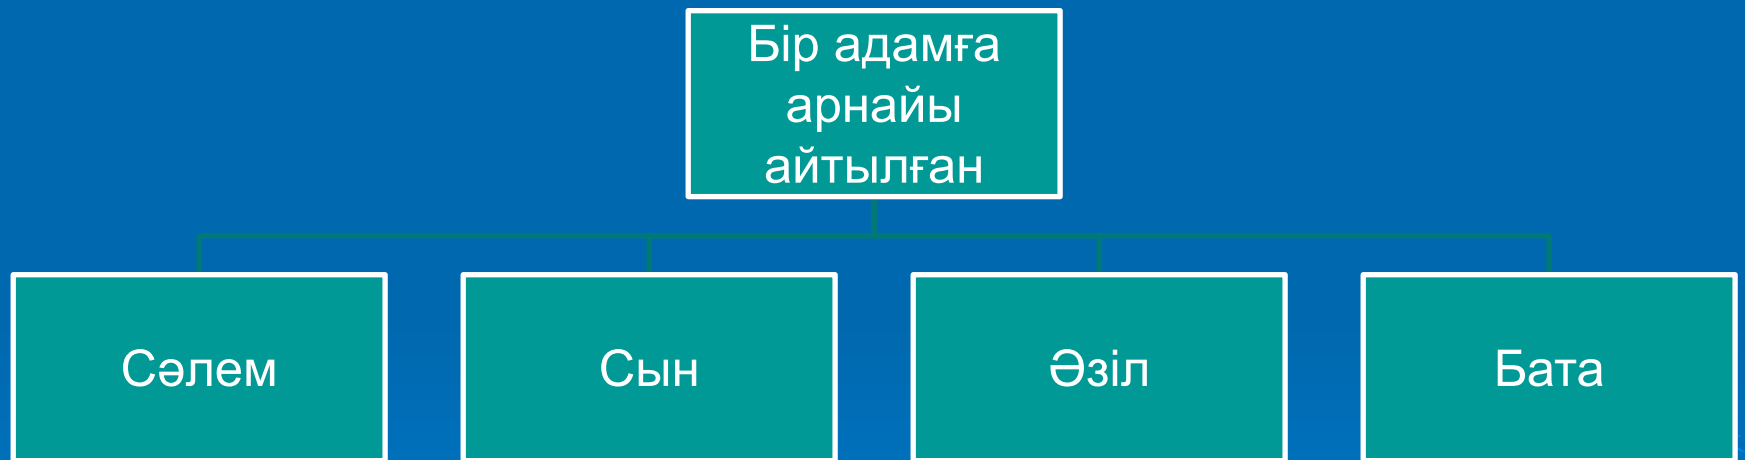 Бір адамға
арнайы
айтылған
Сәлем
Сын
Әзіл
Бата